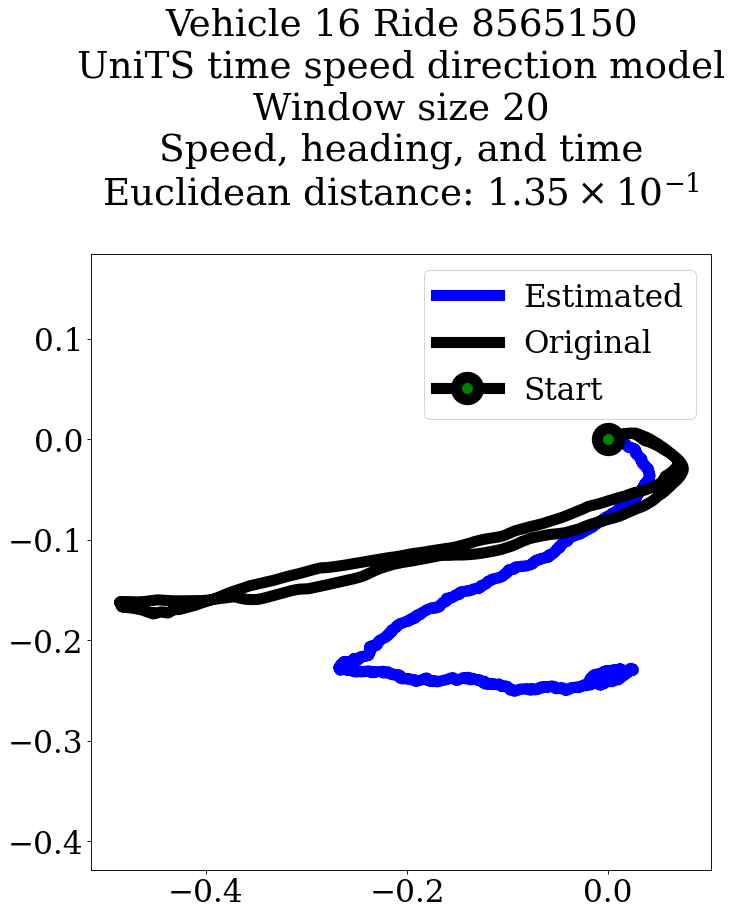 Vehicle 16 Ride 8565150
UniTS time speed direction model
Window size 20
Speed, heading, and time
Euclidean distance: 1.35 × 10⁻¹
Estimated
Original
Start
0.1
0.0
−0.1
−0.2
−0.3
−0.4
−0.4 −0.2 0.0